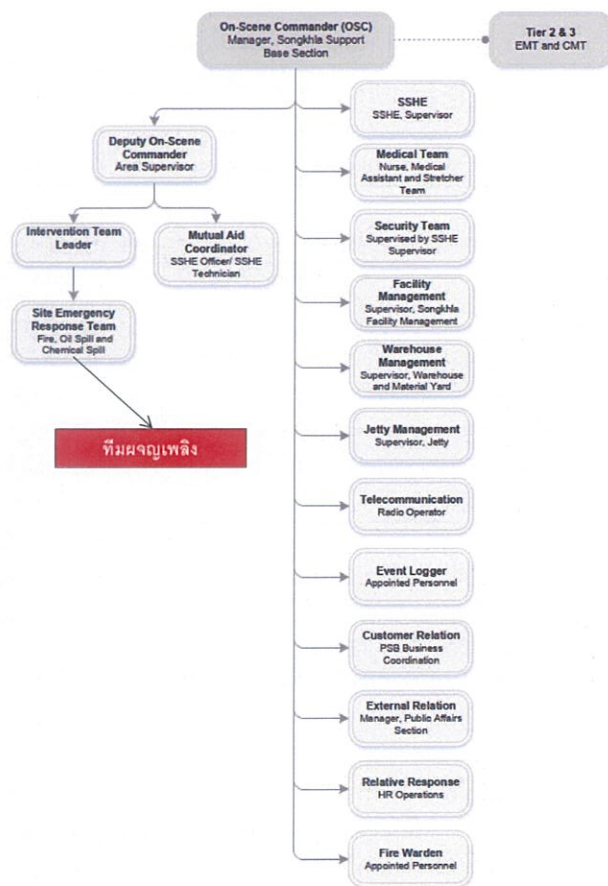 On-Scene Commander (OSC)
Manager, Songkhla Support
Base Section
Tier 2 & 3
EMT and CMT
Deputy On-Scene
Commander
Area Supervisor
Intervention Team
Leader
Mutual Aid
Coordinator
SSHE Officer/ SSHE
Technician
Site Emergency
Response Team
Fire, Oil Spill and
Chemical Spill
ทีมผจญเพลิง
SSHE
SSHE, Supervisor
Medical Team
Nurse, Medical
Assistant and Stretcher
Team
Security Team
Supervised by SSHE
Supervisor
Facility
Management
Supervisor, Songkhla
Facility Management
Warehouse
Management
Supervisor, Warehouse
and Material Yard
Jetty Management
Supervisor, Jetty
Telecommunication
Radio Operator
Event Logger
Appointed Personnel
Customer Relation
PSB Business
Coordination
External Relation
Manager, Public Affairs
Section
Relative Response
HR Operations
Fire Warden
Appointed Personnel